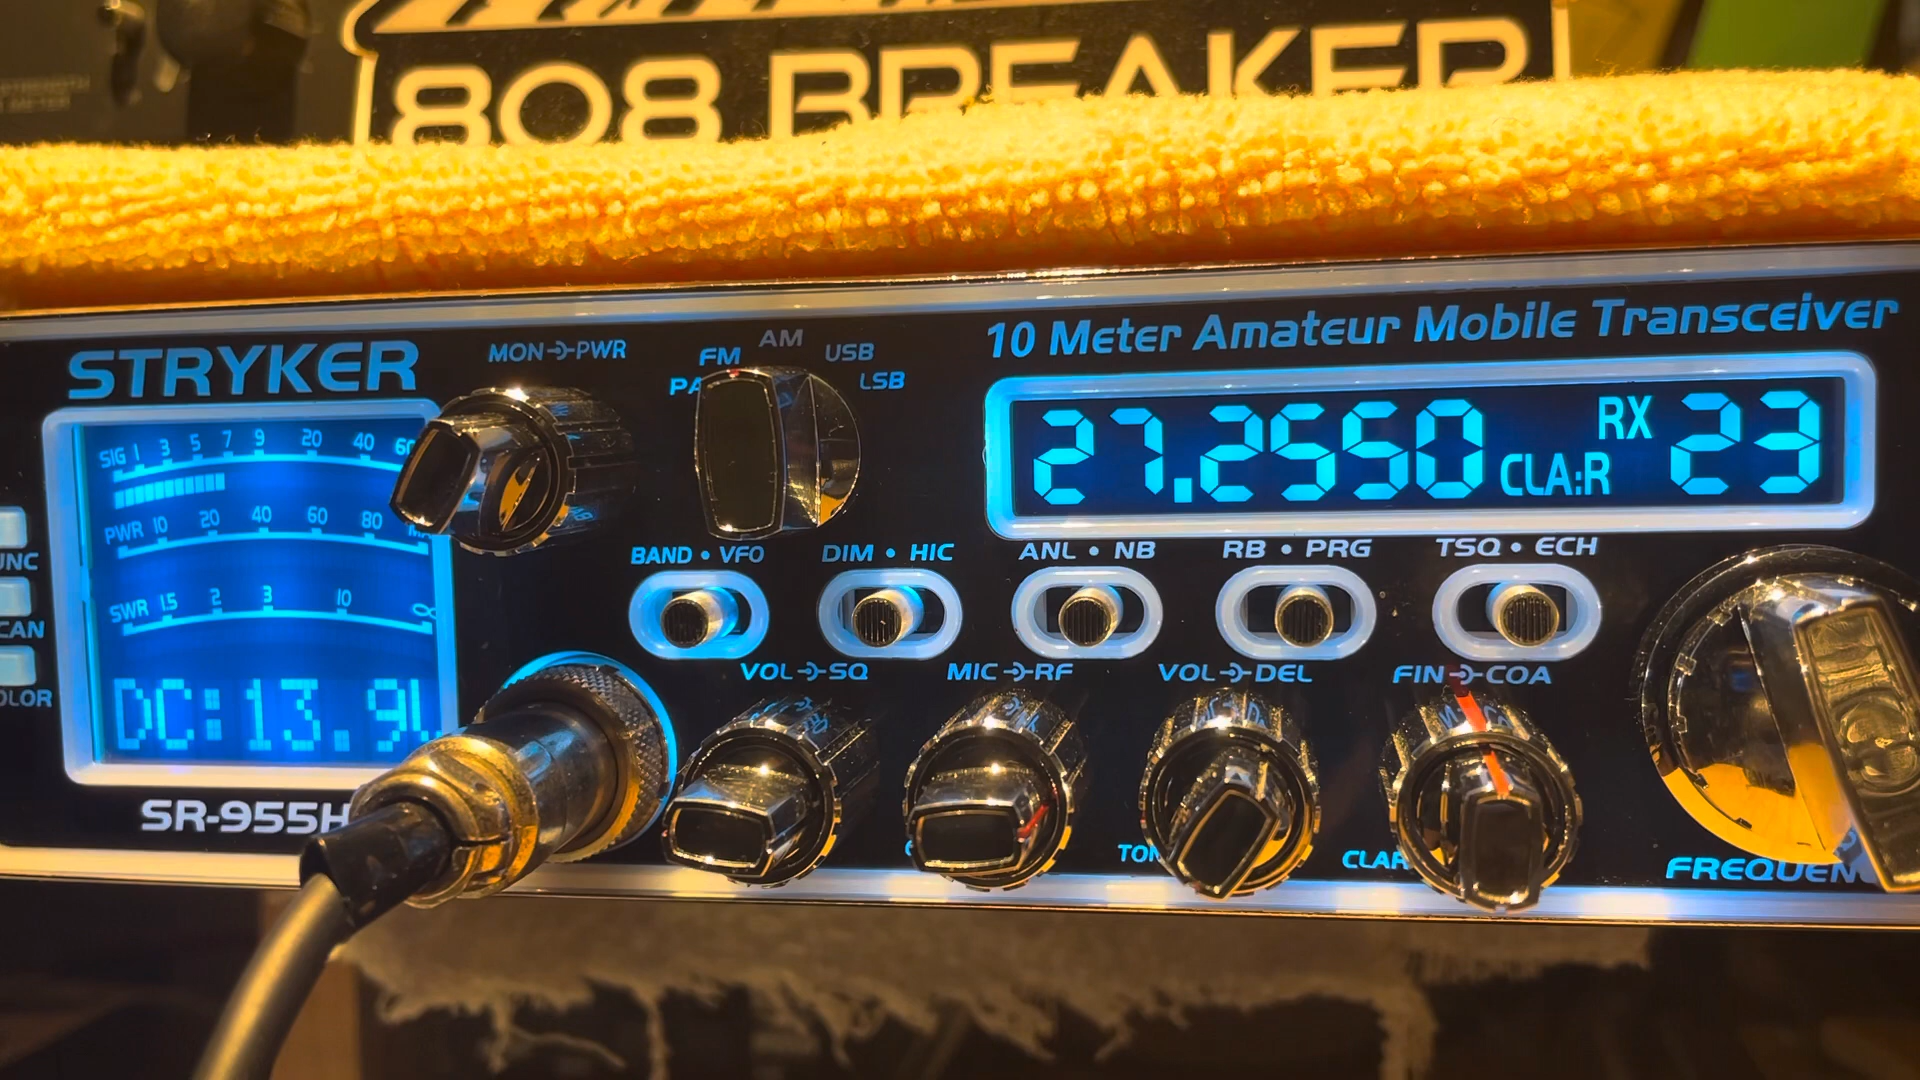 808 BREAKER
STRYKER
MON PWR
PA FM AM USB LSB
10 Meter Amateur Mobile Transceiver
SIG 1 3 5 7 9 20 40 60
PWR 10 20 40 60 80
SWR 1.5 2 3 10 ∞
DC:13.9V
SR-955H
27.2550 CLA:R RX 23
BAND • VFO
DIM • HIC
ANL • NB
RB • PRG
TSQ • ECH
VOL SQ
MIC RF
VOL DEL
FIN COA